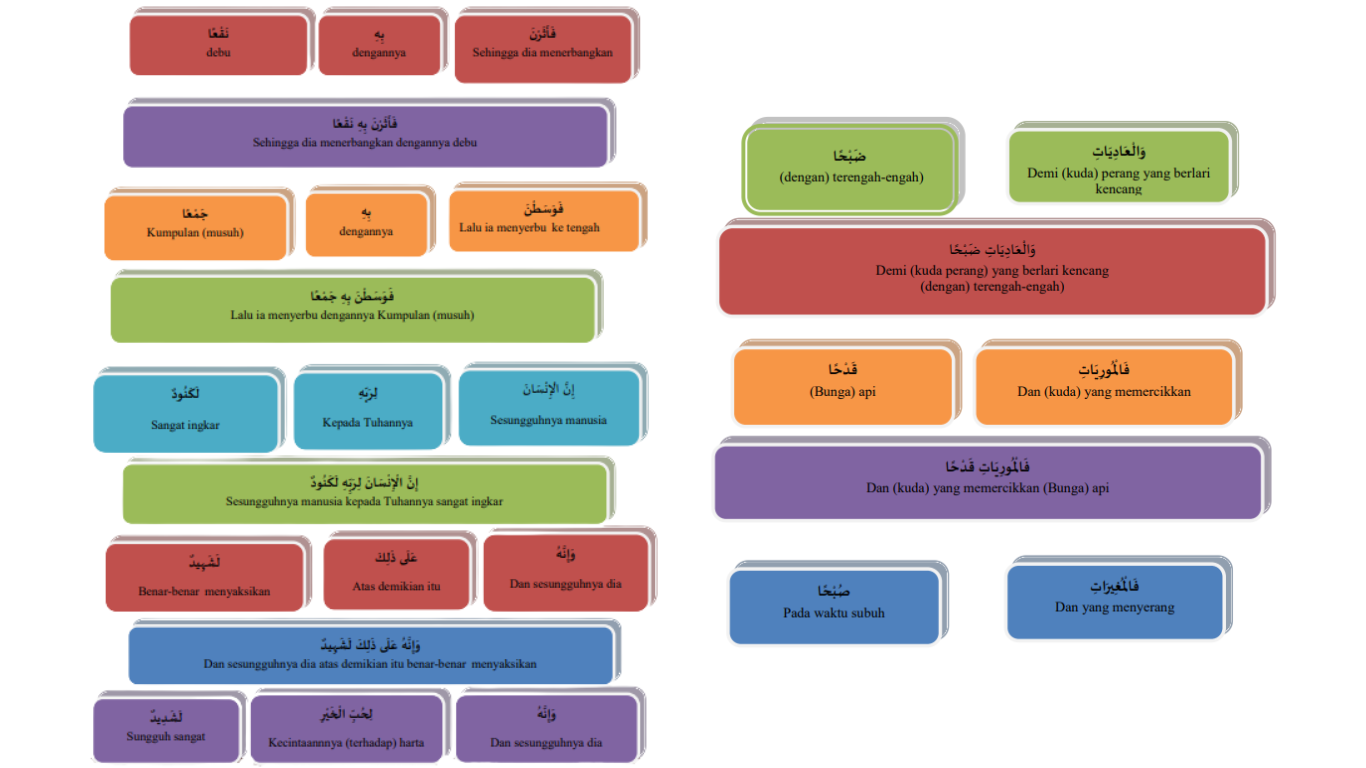 وَالْعَادِيَاتِ
Demi (kuda) perang yang berlari
kencang
ضَبْحًا
(dengan) terengah-engah)
وَالْعَادِيَاتِ ضَبْحًا
Demi (kuda perang) yang berlari kencang
(dengan) terengah-engah)
فَالْمُورِيَاتِ
Dan (kuda) yang memercikkan
قَدْحًا
(Bunga) api
فَالْمُورِيَاتِ قَدْحًا
Dan (kuda) yang memercikkan (Bunga) api
فَالْمُغِيرَاتِ
Dan yang menyerang
صُبْحًا
Pada waktu subuh
فَأَثَرْنَ
Sehingga dia menerbangkan
بِهِ
dengannya
نَقْعًا
debu
فَأَثَرْنَ بِهِ نَقْعًا
Sehingga dia menerbangkan dengannya debu
فَوَسَطْنَ
Lalu ia menyerbu ke tengah
بِهِ
dengannya
جَمْعًا
Kumpulan (musuh)
فَوَسَطْنَ بِهِ جَمْعًا
Lalu ia menyerbu dengannya Kumpulan (musuh)
إِنَّ الْإِنْسَانَ
Sesungguhnya manusia
لِرَبِّهِ
Kepada Tuhannya
لَكَنُودٌ
Sangat ingkar
إِنَّ الْإِنْسَانَ لِرَبِّهِ لَكَنُودٌ
Sesungguhnya manusia kepada Tuhannya sangat ingkar
وَإِنَّهُ
Dan sesungguhnya dia
عَلَى ذَلِكَ
Atas demikian itu
لَشَهِيدٌ
Benar-benar menyaksikan
وَإِنَّهُ عَلَى ذَلِكَ لَشَهِيدٌ
Dan sesungguhnya dia atas demikian itu benar-benar menyaksikan
وَإِنَّهُ
Dan sesungguhnya dia
لِحُبِّ الْخَيْرِ
Kecintaannnya (terhadap) harta
لَشَدِيدٌ
Sungguh sangat